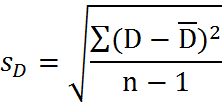 s_D = √(∑(D − D̅)² / (n − 1))